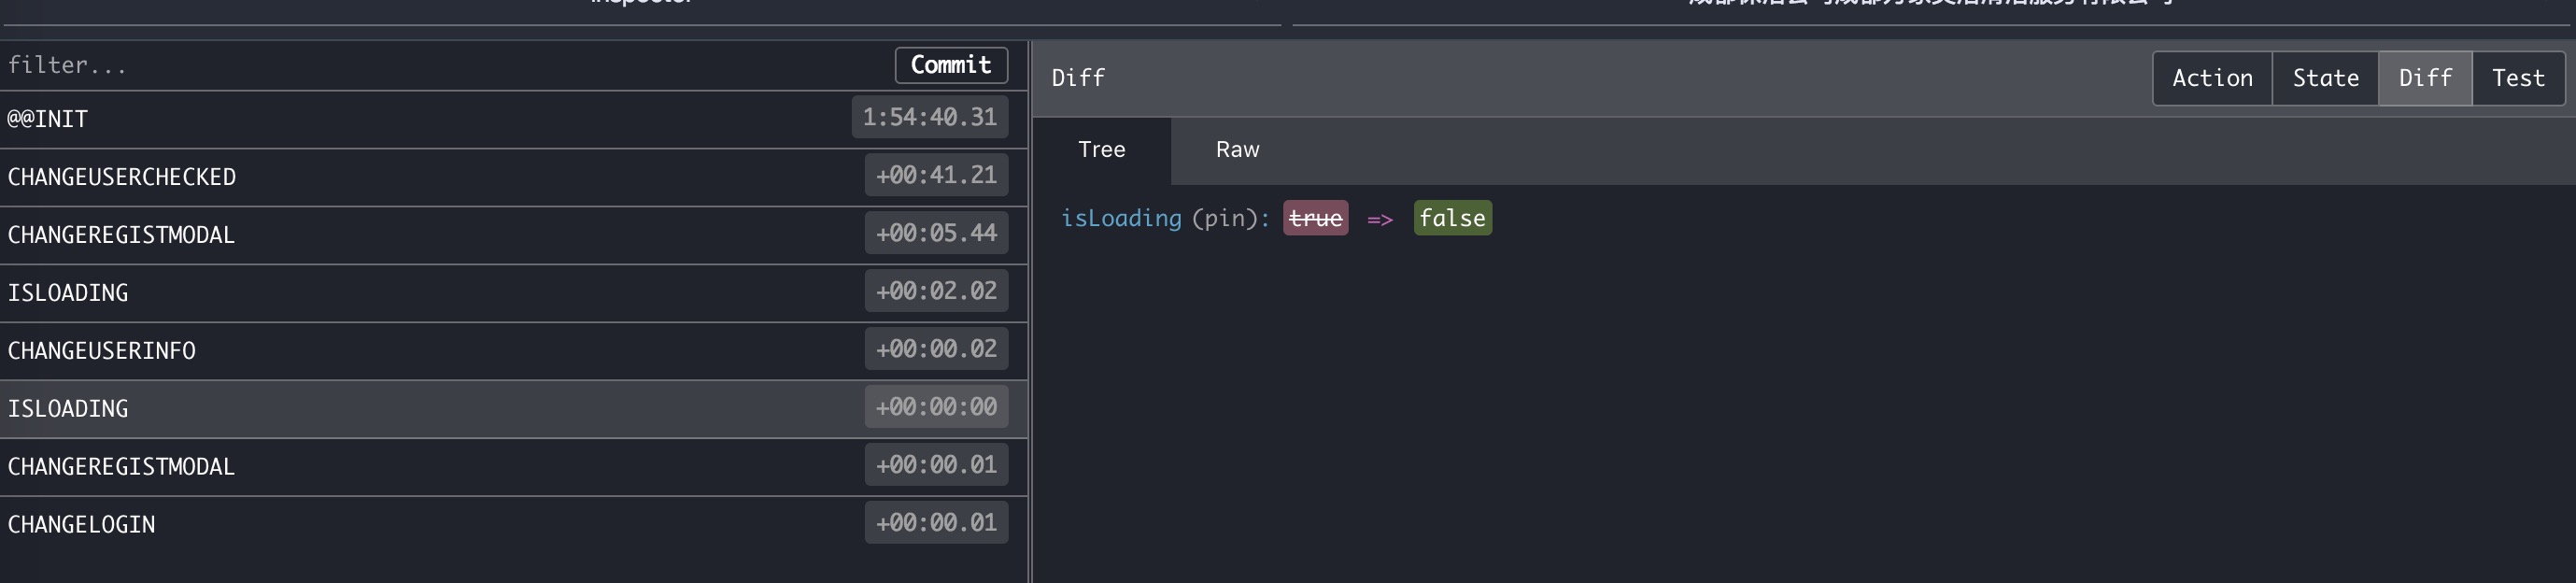 Inspector
filter...
Commit
@@INIT
1:54:40.31
CHANGEUSERCHECKED
+00:41.21
CHANGEREGISTMODAL
+00:05.44
ISLOADING
+00:02.02
CHANGEUSERINFO
+00:00.02
ISLOADING
+00:00:00
CHANGEREGISTMODAL
+00:00.01
CHANGELOGIN
+00:00.01
Diff
Action
State
Diff
Test
Tree
Raw
isLoading (pin): true => false